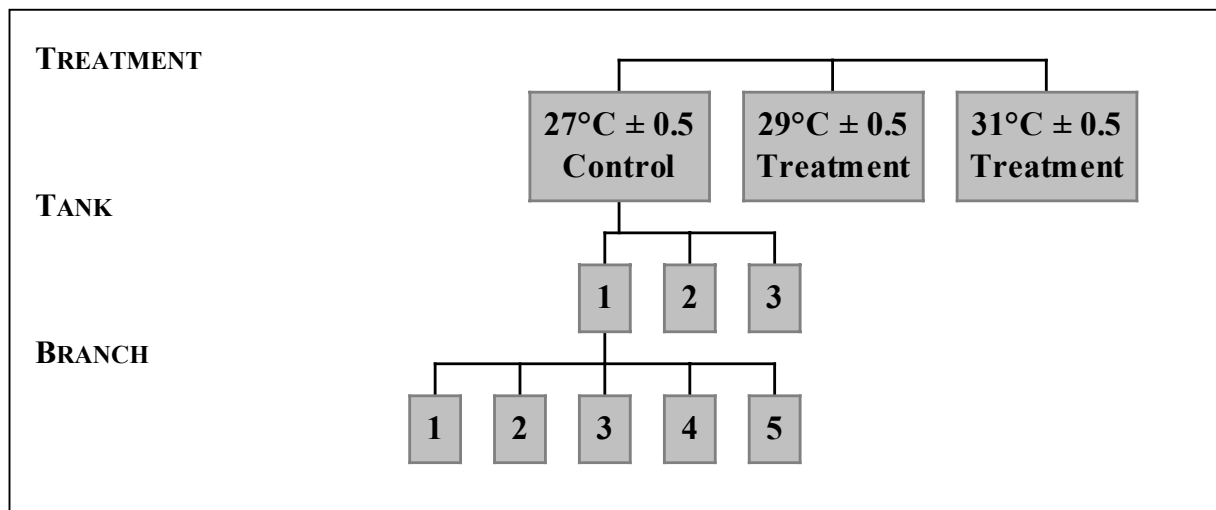 TREATMENT
27°C ± 0.5
Control
29°C ± 0.5
Treatment
31°C ± 0.5
Treatment
TANK
1 2 3
BRANCH
1 2 3 4 5